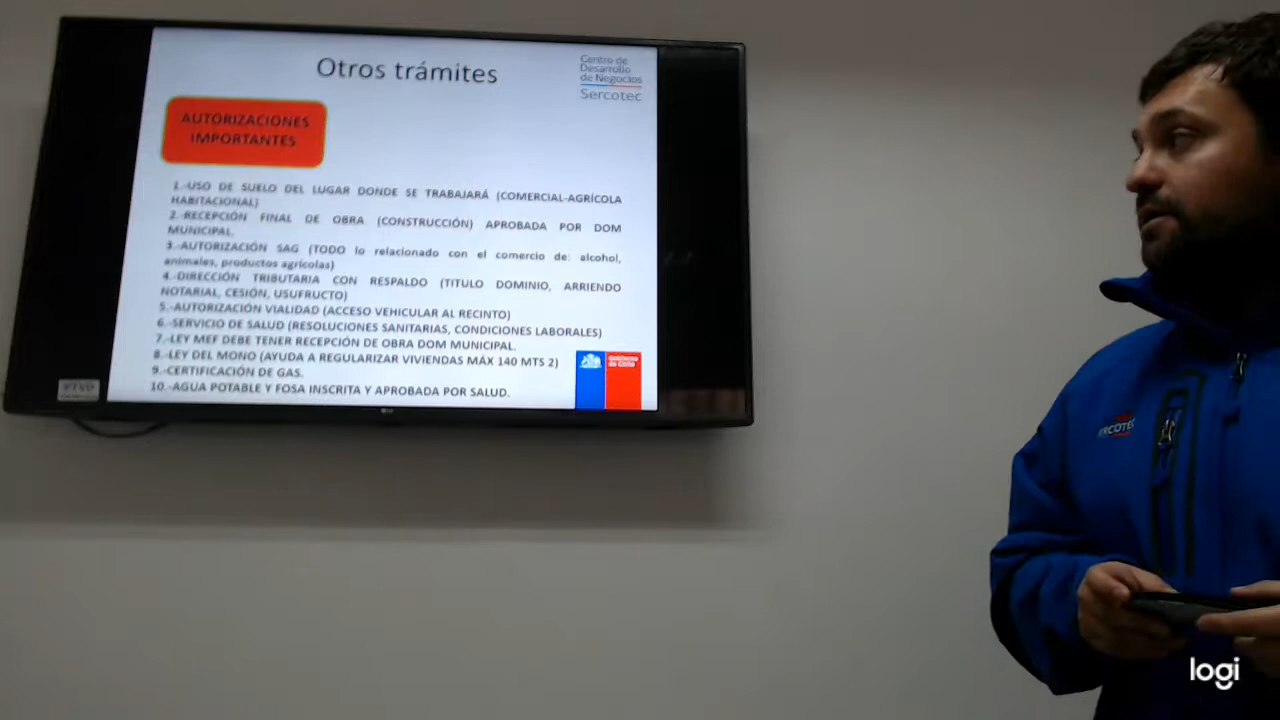 Otros trámites
Centro de
Desarrollo
de Negocios
Sercotec
AUTORIZACIONES
IMPORTANTES
1.-USO DE SUELO DEL LUGAR DONDE SE TRABAJARÁ (COMERCIAL-AGRÍCOLA
HABITACIONAL)
2.-RECEPCIÓN FINAL DE OBRA (CONSTRUCCIÓN) APROBADA POR DOM
MUNICIPAL.
3.-AUTORIZACIÓN SAG (TODO lo relacionado con el comercio de: alcohol,
animales, productos agrícolas)
4.-DIRECCIÓN TRIBUTARIA CON RESPALDO (TITULO DOMINIO, ARRIENDO
NOTARIAL, CESIÓN, USUFRUCTO)
5.-AUTORIZACIÓN VIALIDAD (ACCESO VEHICULAR AL RECINTO)
6.-SERVICIO DE SALUD (RESOLUCIONES SANITARIAS, CONDICIONES LABORALES)
7.-LEY MEF DEBE TENER RECEPCIÓN DE OBRA DOM MUNICIPAL.
8.-LEY DEL MONO (AYUDA A REGULARIZAR VIVIENDAS MÁX 140 MTS 2)
9.-CERTIFICACIÓN DE GAS.
10.-AGUA POTABLE Y FOSA INSCRITA Y APROBADA POR SALUD.
Gobierno
de Chile
LG
SERCOTEC
logi